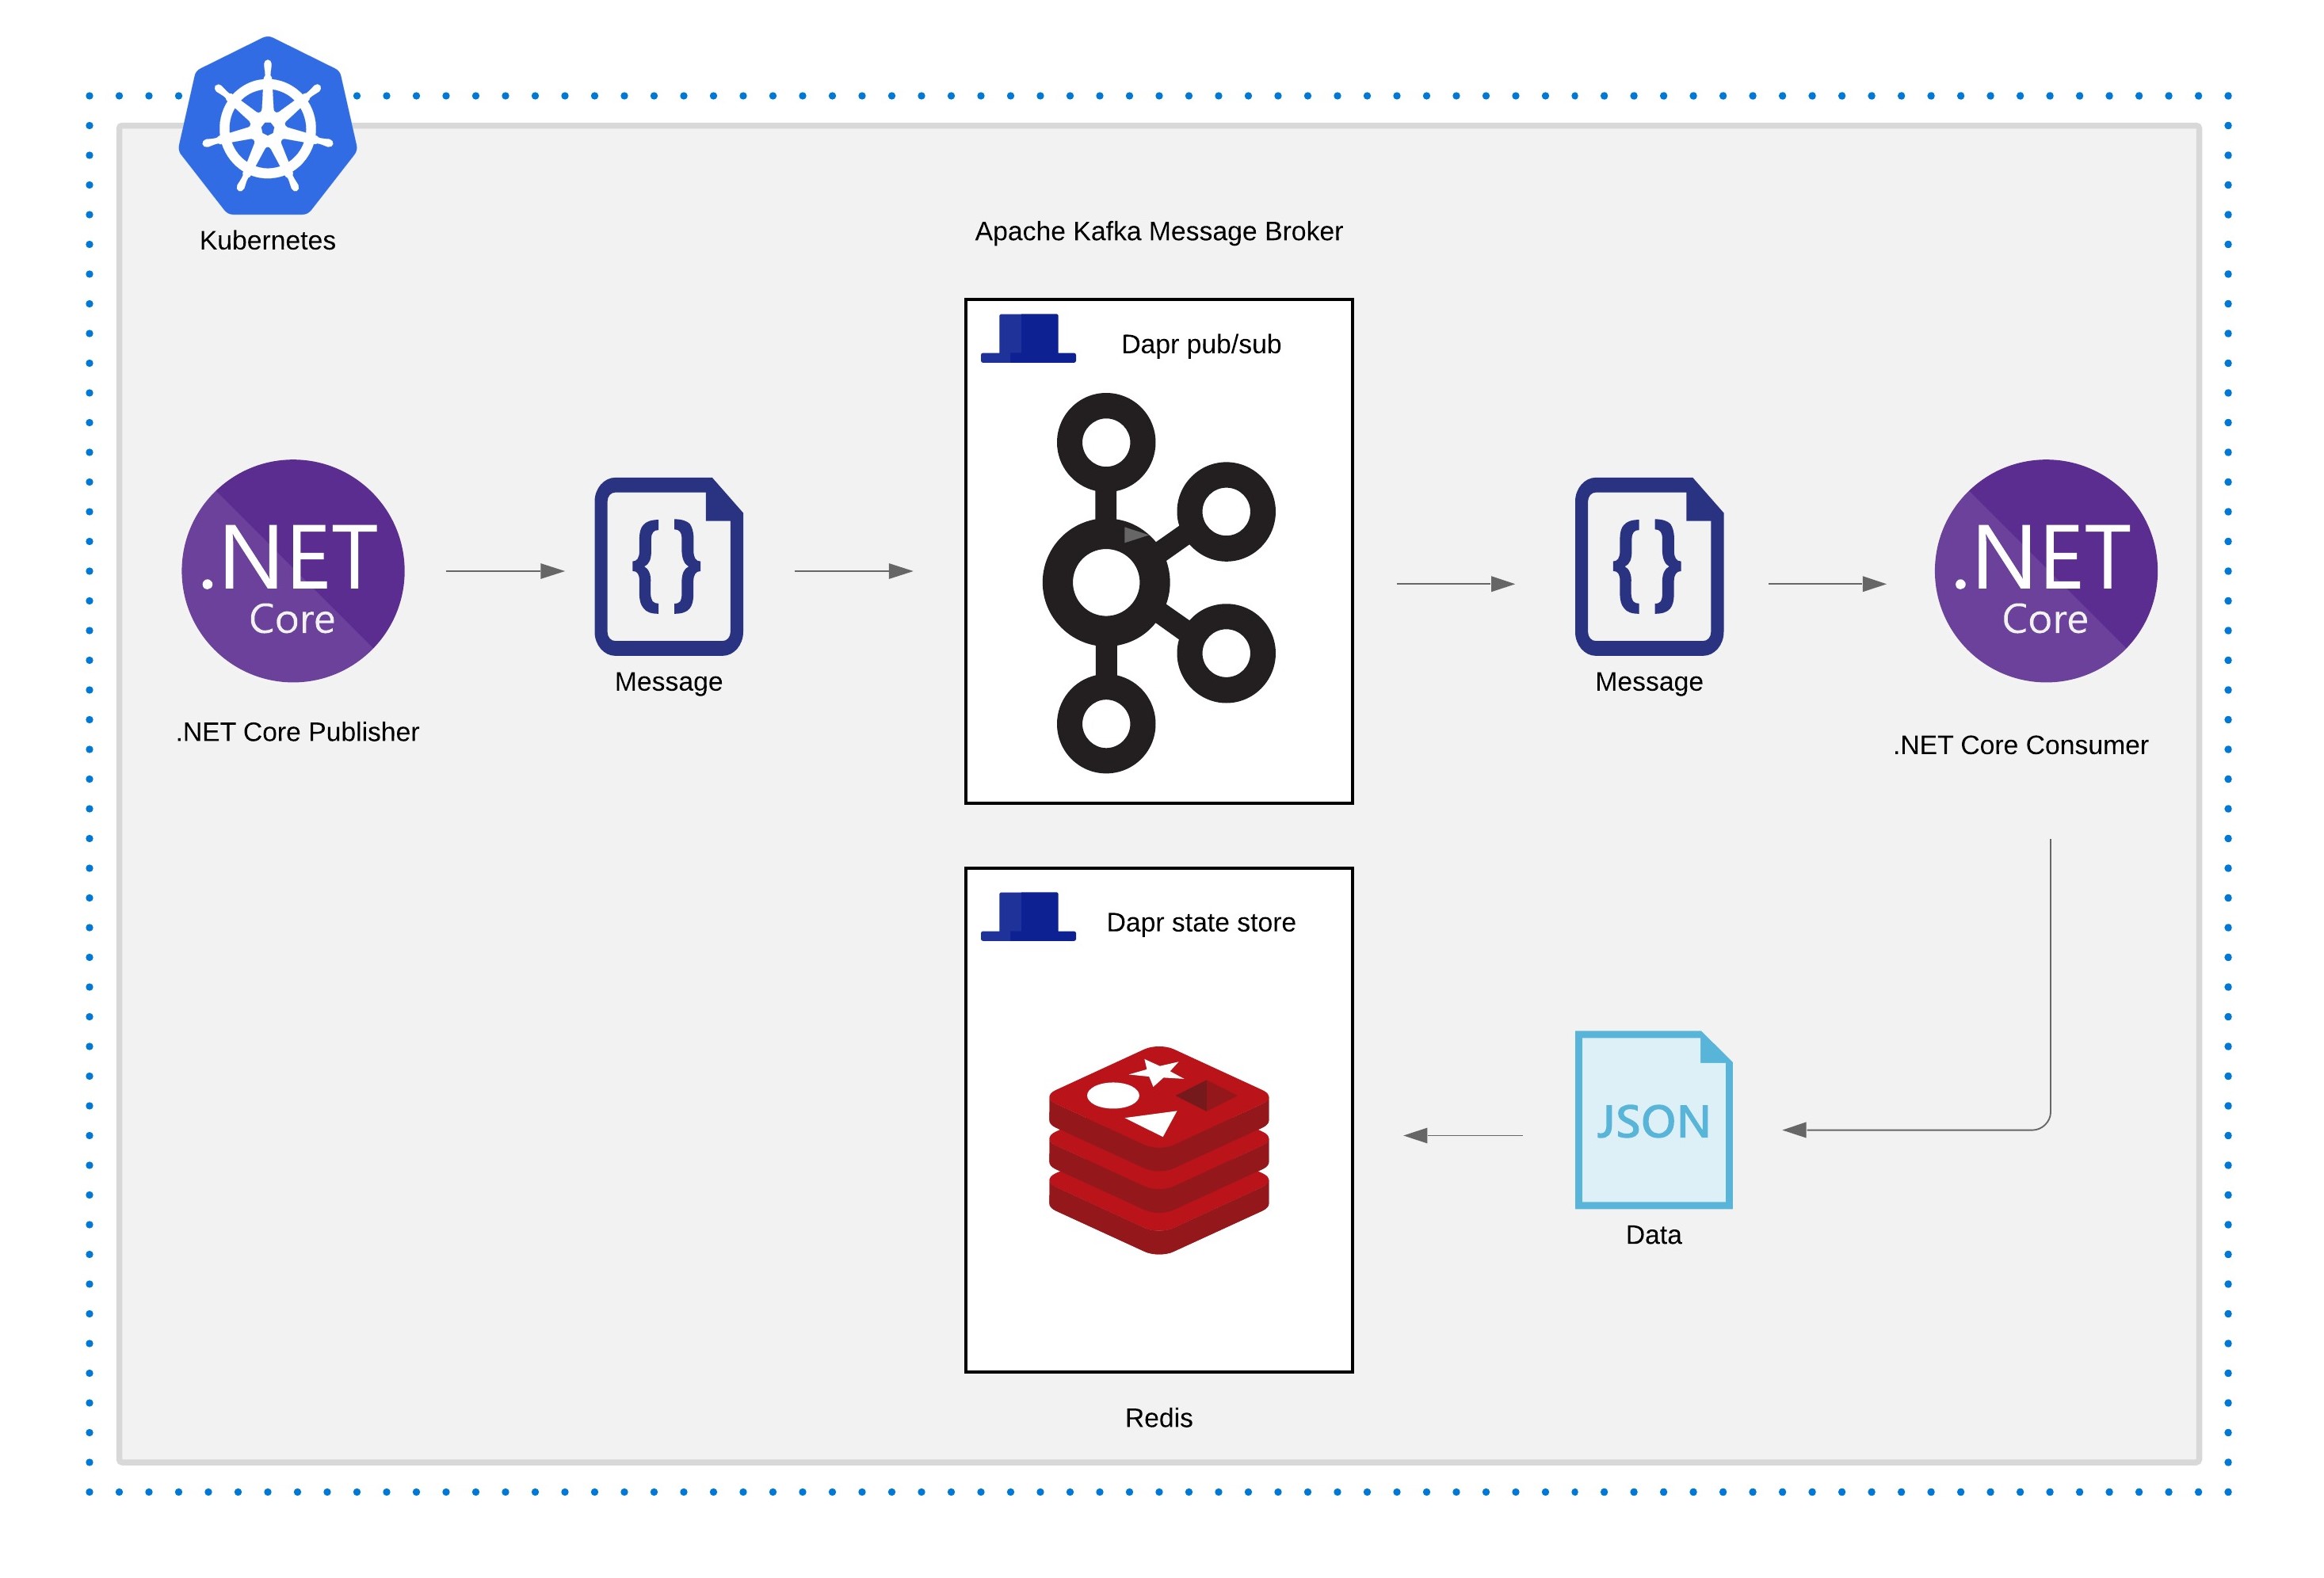 Kubernetes
Apache Kafka Message Broker
Dapr pub/sub
.NET
Core
.NET Core Publisher
{ }
Message
{ }
Message
.NET
Core
.NET Core Consumer
Dapr state store
JSON
Data
Redis